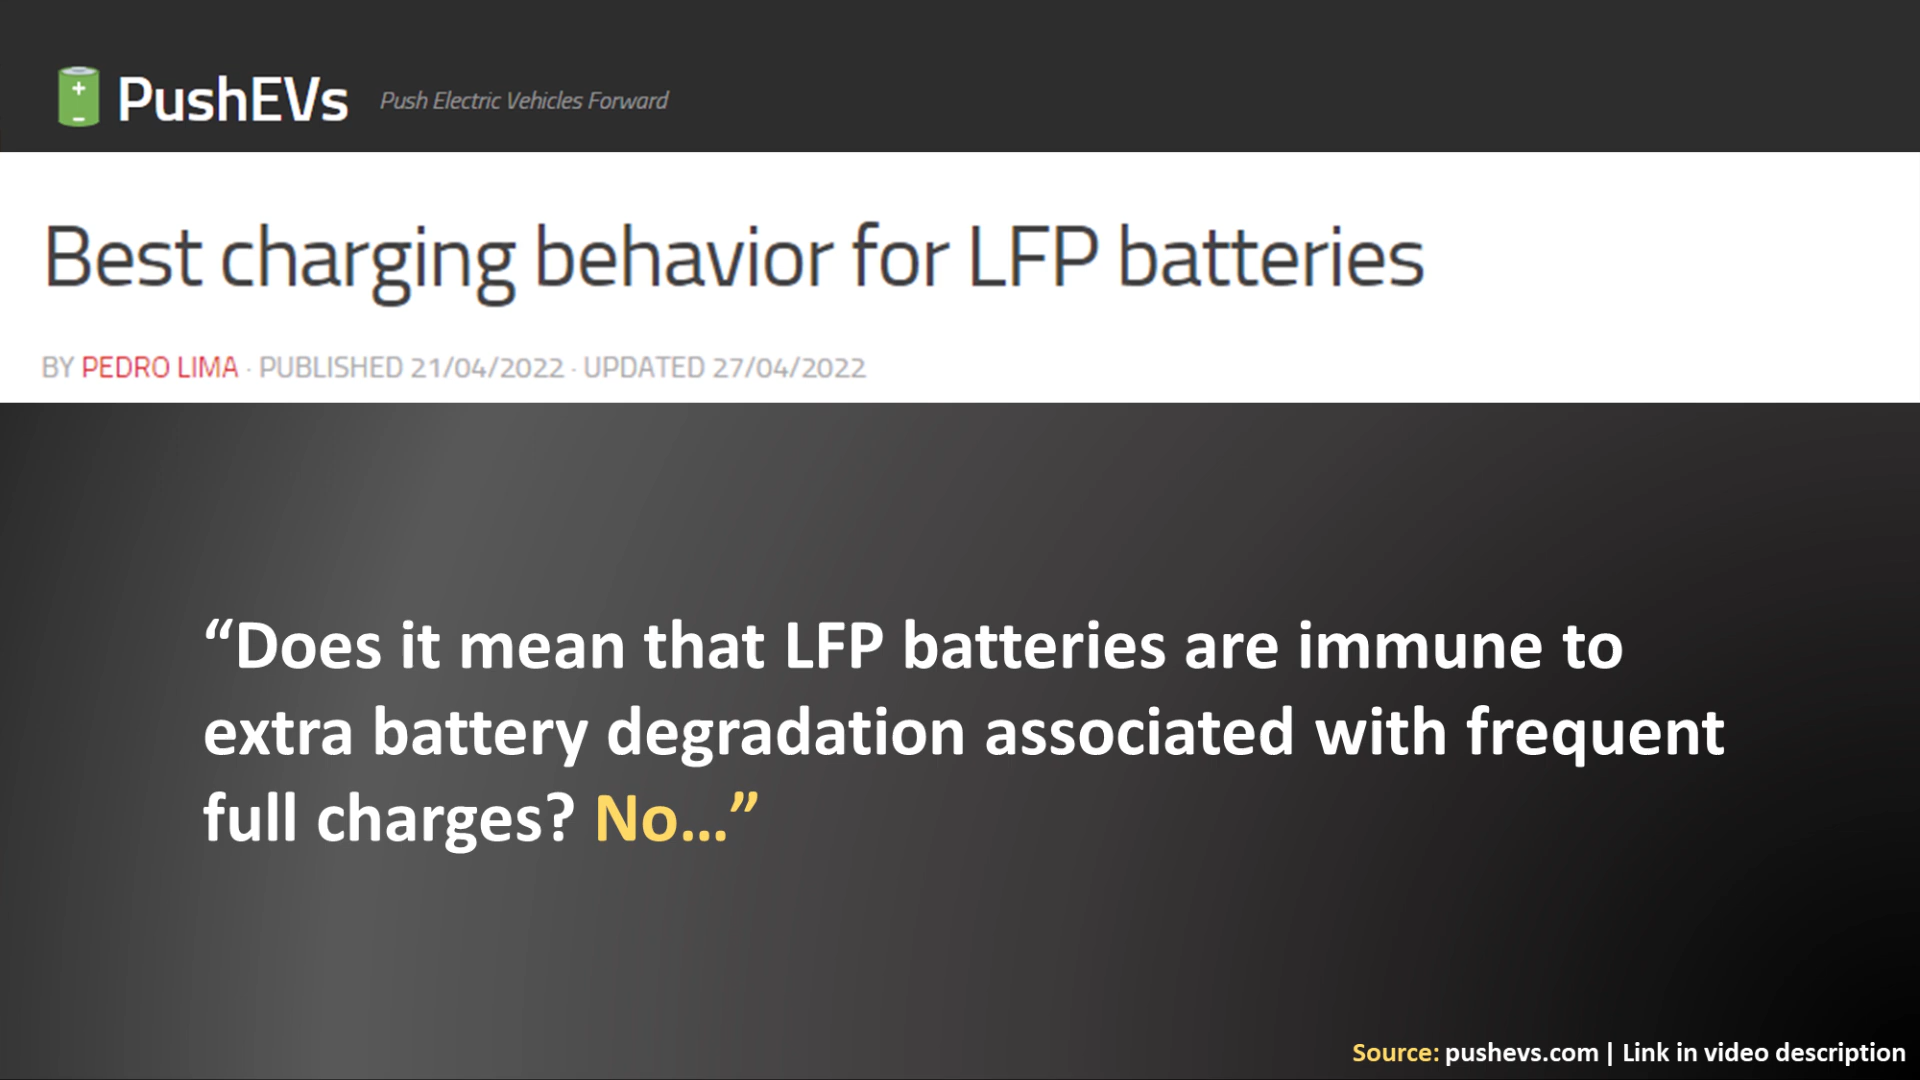 PushEVs Push Electric Vehicles Forward
Best charging behavior for LFP batteries
BY PEDRO LIMA · PUBLISHED 21/04/2022 · UPDATED 27/04/2022
“Does it mean that LFP batteries are immune to
extra battery degradation associated with frequent
full charges? No...”
Source: pushevs.com | Link in video description